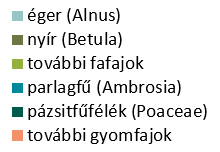 éger (Alnus)
nyír (Betula)
további fafajok
parlagfű (Ambrosia)
pázsitfűfélék (Poaceae)
további gyomfajok